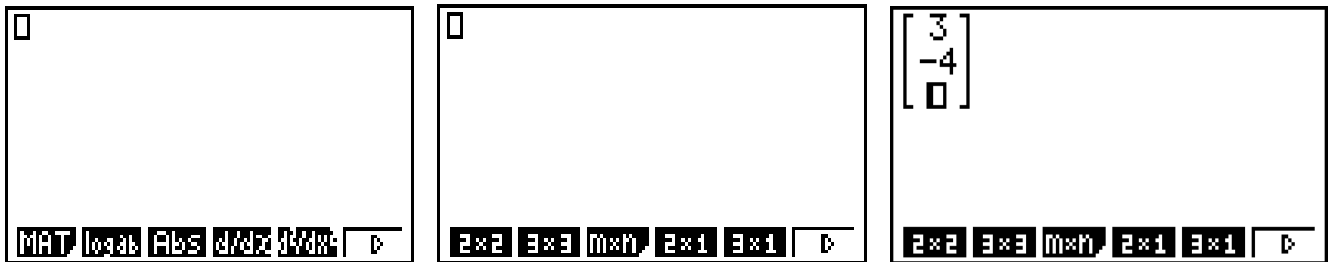 MAT logab Abs d/dx d²/dx² ▷
2×2 3×3 m×n 2×1 3×1 ▷
3
-4
2×2 3×3 m×n 2×1 3×1 ▷